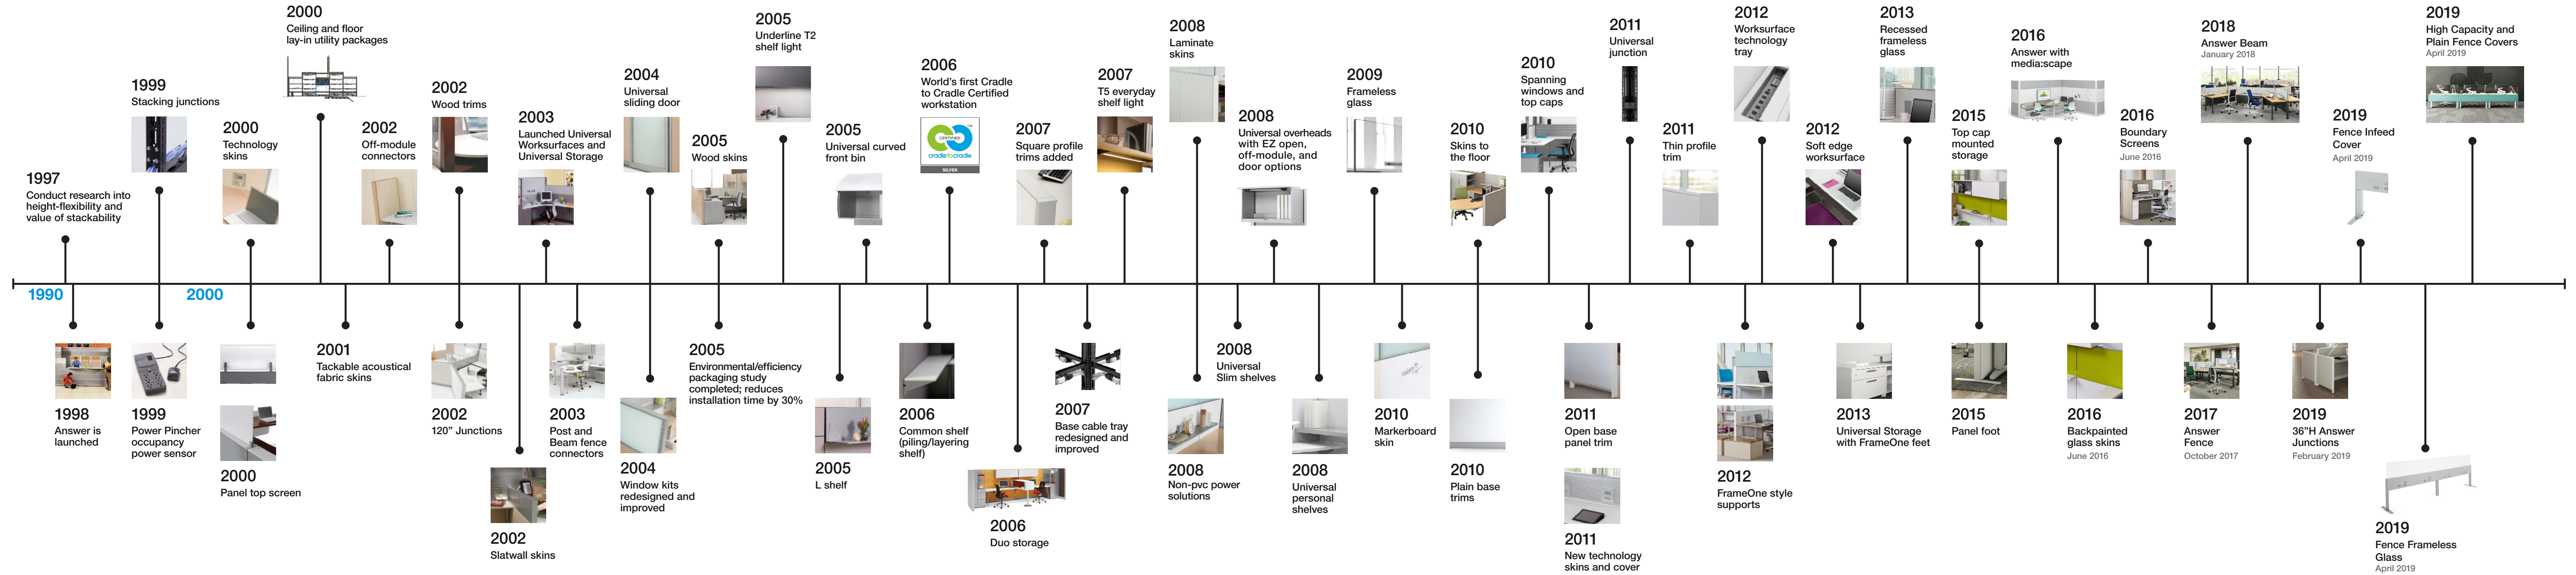 1997
Conduct research into
height-flexibility and
value of stackability
1999
Stacking junctions
2000
Technology
skins
2000
Ceiling and floor
lay-in utility packages
2002
Off-module
connectors
2002
Wood trims
2003
Launched Universal
Worksurfaces and
Universal Storage
2004
Universal
sliding door
2005
Wood skins
2005
Underline T2
shelf light
2005
Universal curved
front bin
2006
World's first Cradle
to Cradle Certified
workstation
CERTIFIED
cradletocradle
SILVER
2007
Square profile
trims added
2007
T5 everyday
shelf light
2008
Laminate
skins
2008
Universal overheads
with EZ open,
off-module, and
door options
2009
Frameless
glass
2010
Skins to
the floor
2010
Spanning
windows and
top caps
2011
Universal
junction
2011
Thin profile
trim
2012
Worksurface
technology
tray
2012
Soft edge
worksurface
2013
Recessed
frameless
glass
2015
Top cap
mounted
storage
2016
Answer with
media:scape
2016
Boundary
Screens
June 2016
2018
Answer Beam
January 2018
2019
Fence Infeed
Cover
April 2019
2019
High Capacity and
Plain Fence Covers
April 2019
1990
2000
1998
Answer is
launched
1999
Power Pincher
occupancy
power sensor
2000
Panel top screen
2001
Tackable acoustical
fabric skins
2002
120" Junctions
2002
Slatwall skins
2003
Post and
Beam fence
connectors
2004
Window kits
redesigned and
improved
2005
Environmental/efficiency
packaging study
completed; reduces
installation time by 30%
2005
L shelf
2006
Common shelf
(piling/layering
shelf)
2006
Duo storage
2007
Base cable tray
redesigned and
improved
2008
Non-pvc power
solutions
2008
Universal
Slim shelves
2008
Universal
personal
shelves
2010
Markerboard
skin
2010
Plain base
trims
2011
Open base
panel trim
2011
New technology
skins and cover
2012
FrameOne style
supports
2013
Universal Storage
with FrameOne feet
2015
Panel foot
2016
Backpainted
glass skins
June 2016
2017
Answer
Fence
October 2017
2019
36"H Answer
Junctions
February 2019
2019
Fence Frameless
Glass
April 2019